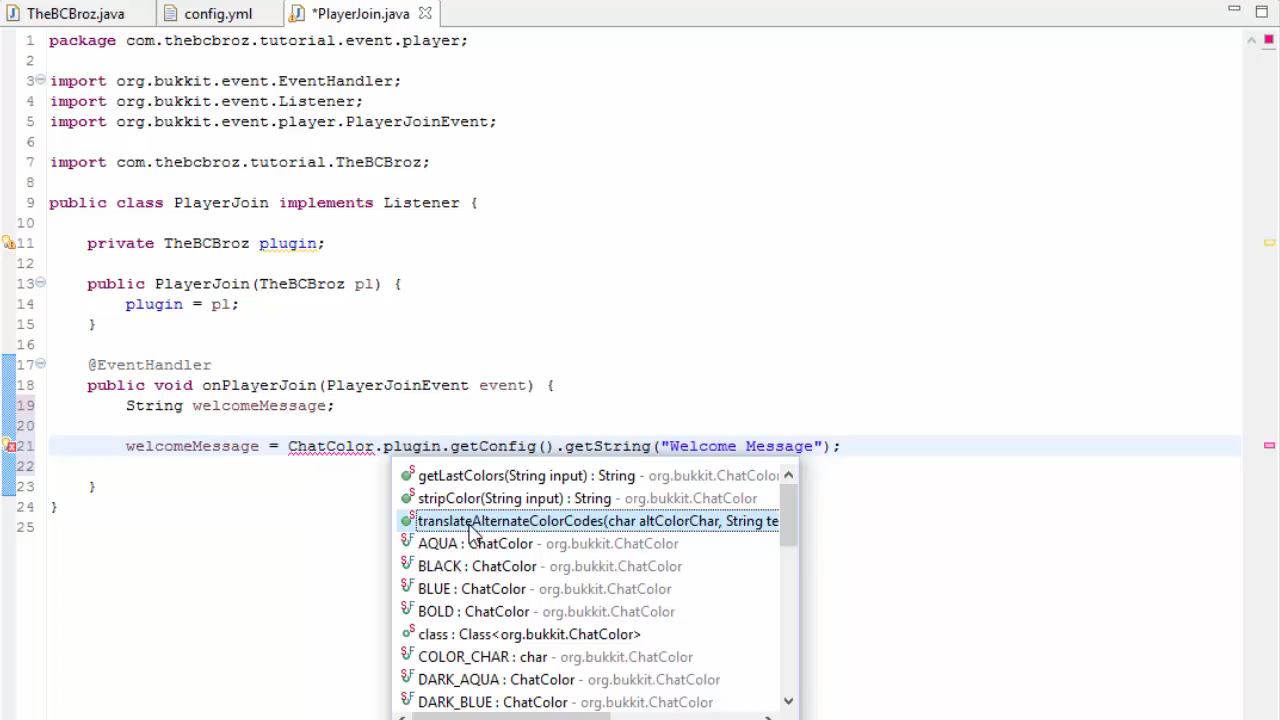 TheBCBroz.java config.yml *PlayerJoin.java
1 package com.thebcbroz.tutorial.event.player;
2
3 import org.bukkit.event.EventHandler;
4 import org.bukkit.event.Listener;
5 import org.bukkit.event.player.PlayerJoinEvent;
6
7 import com.thebcbroz.tutorial.TheBCBroz;
8
9 public class PlayerJoin implements Listener {
10
11 private TheBCBroz plugin;
12
13 public PlayerJoin(TheBCBroz pl) {
14 plugin = pl;
15 }
16
17 @EventHandler
18 public void onPlayerJoin(PlayerJoinEvent event) {
19 String welcomeMessage;
20
21 welcomeMessage = ChatColor.plugin.getConfig().getString("Welcome Message");
22
23 }
24 }
25
getLastColors(String input) : String - org.bukkit.ChatColor
stripColor(String input) : String - org.bukkit.ChatColor
translateAlternateColorCodes(char altColorChar, String te
AQUA : ChatColor - org.bukkit.ChatColor
BLACK : ChatColor - org.bukkit.ChatColor
BLUE : ChatColor - org.bukkit.ChatColor
BOLD : ChatColor - org.bukkit.ChatColor
class : Class<org.bukkit.ChatColor>
COLOR_CHAR : char - org.bukkit.ChatColor
DARK_AQUA : ChatColor - org.bukkit.ChatColor
DARK_BLUE : ChatColor - org.bukkit.ChatColor